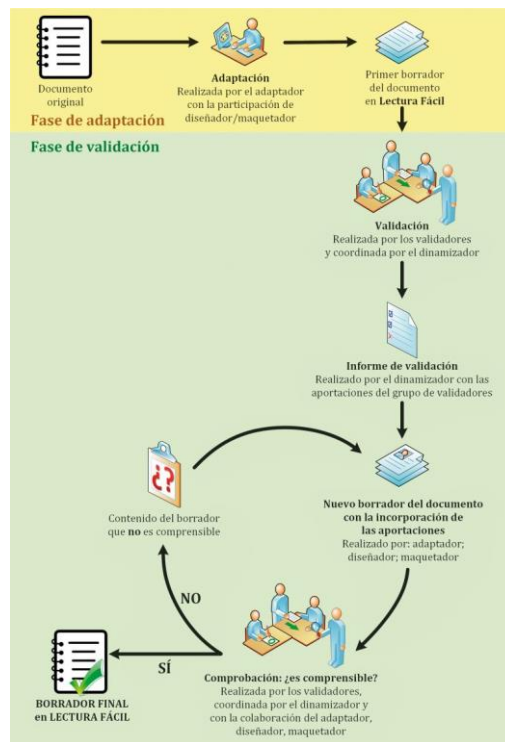 Documento
original
Adaptación
Realizada por el adaptador
con la participación de
diseñador/maquetador
Primer borrador
del documento
en Lectura Fácil
Fase de adaptación
Fase de validación
Validación
Realizada por los validadores
y coordinada por el dinamizador
Informe de validación
Realizado por el dinamizador con las
aportaciones del grupo de validadores
Nuevo borrador del documento
con la incorporación de
las aportaciones
Realizado por: adaptador;
diseñador; maquetador
¿?
Contenido del borrador
que no es comprensible
NO
SÍ
Comprobación: ¿es comprensible?
Realizada por los validadores,
coordinada por el dinamizador y
con la colaboración del adaptador,
diseñador, maquetador
BORRADOR FINAL
en LECTURA FÁCIL